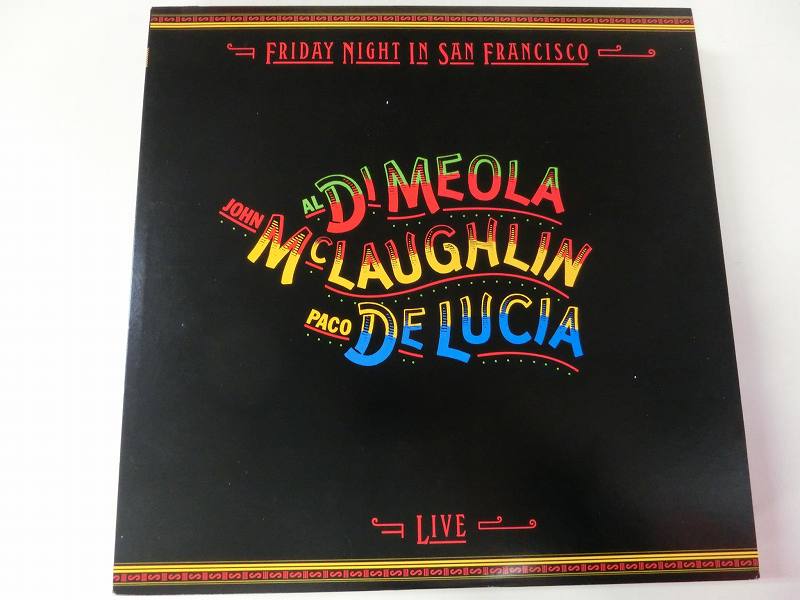 FRIDAY NIGHT IN SAN FRANCISCO
AL DI MEOLA
JOHN McLAUGHLIN
PACO DE LUCIA
LIVE